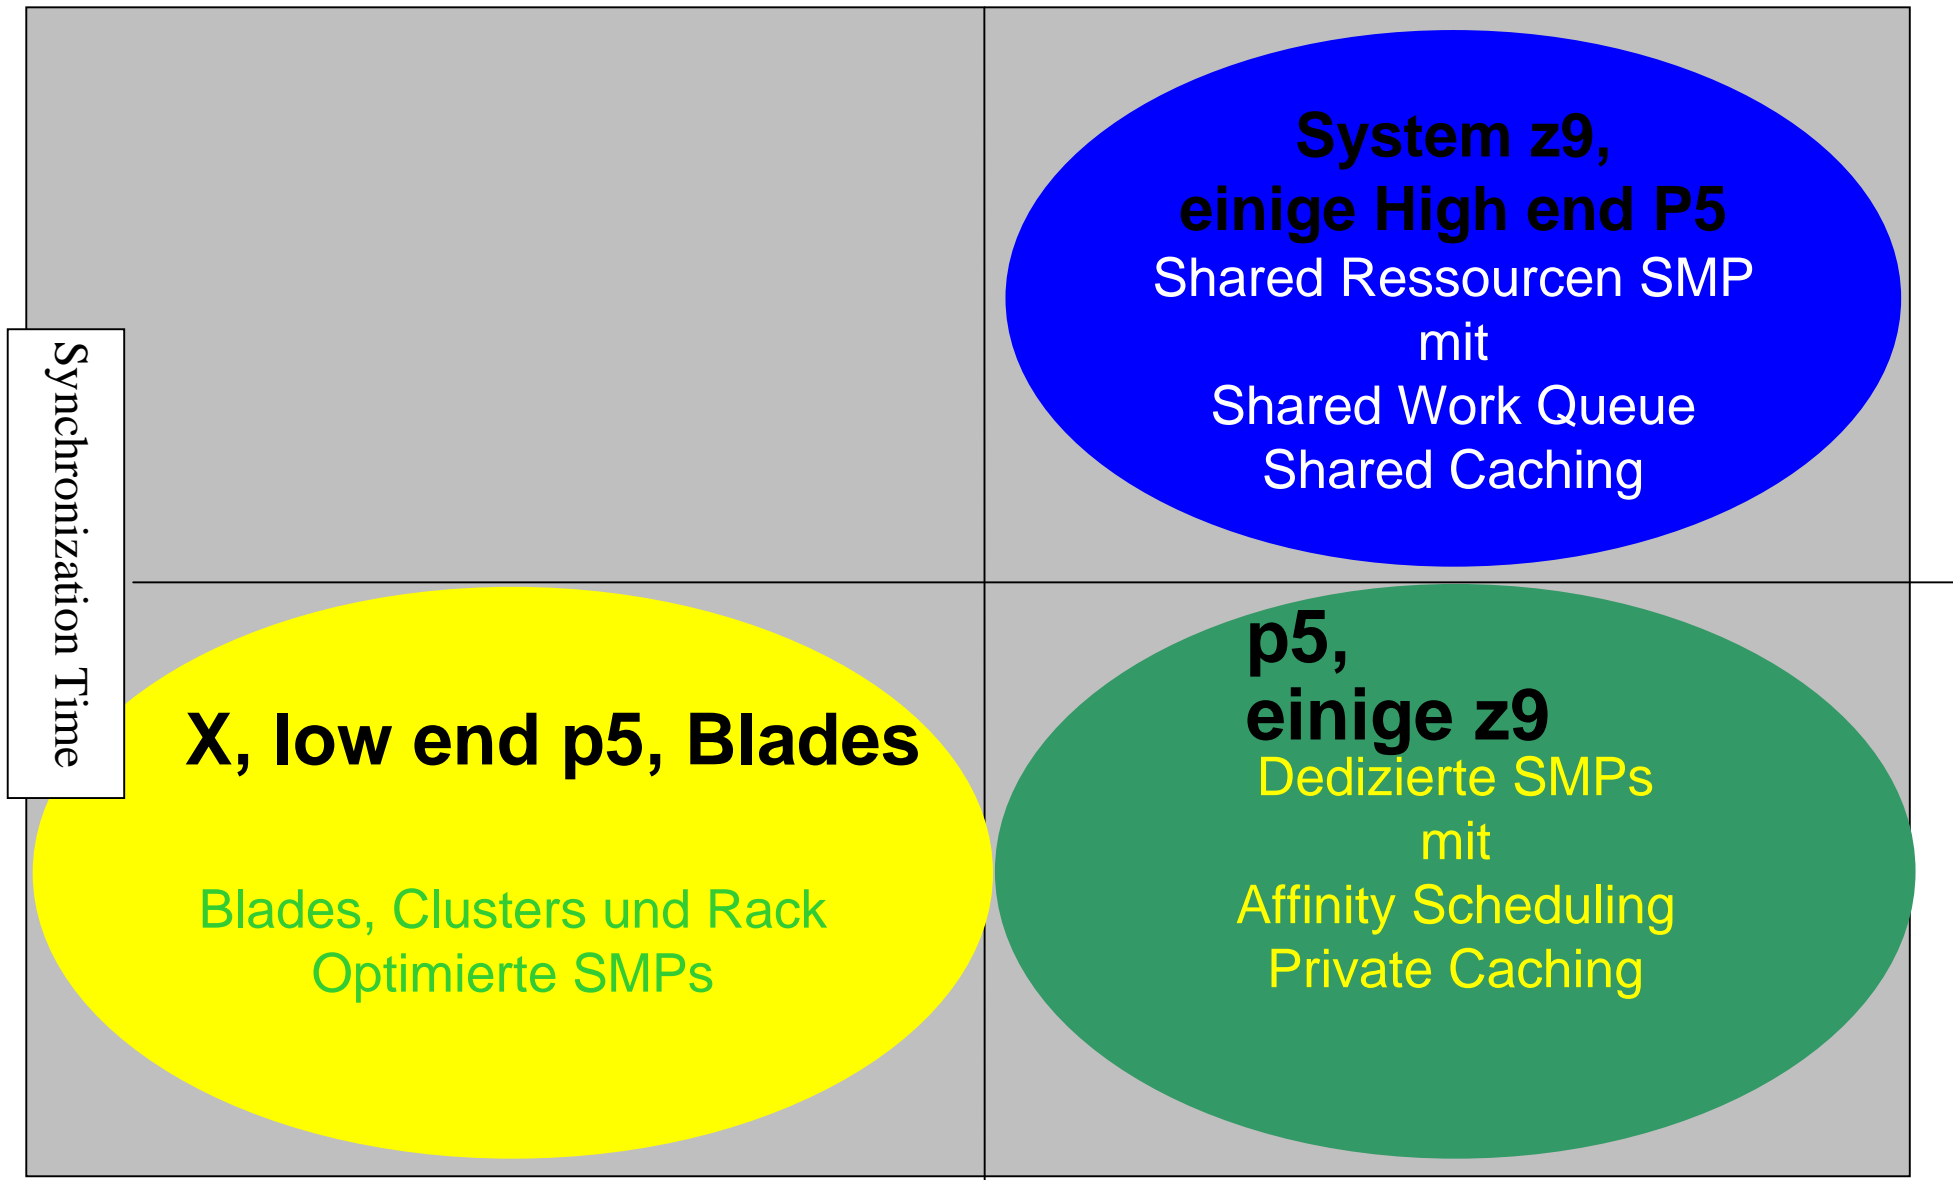 System z9,
einige High end P5
Shared Ressourcen SMP
mit
Shared Work Queue
Shared Caching
Synchronization Time
X, low end p5, Blades
Blades, Clusters und Rack
Optimierte SMPs
p5,
einige z9
Dedizierte SMPs
mit
Affinity Scheduling
Private Caching